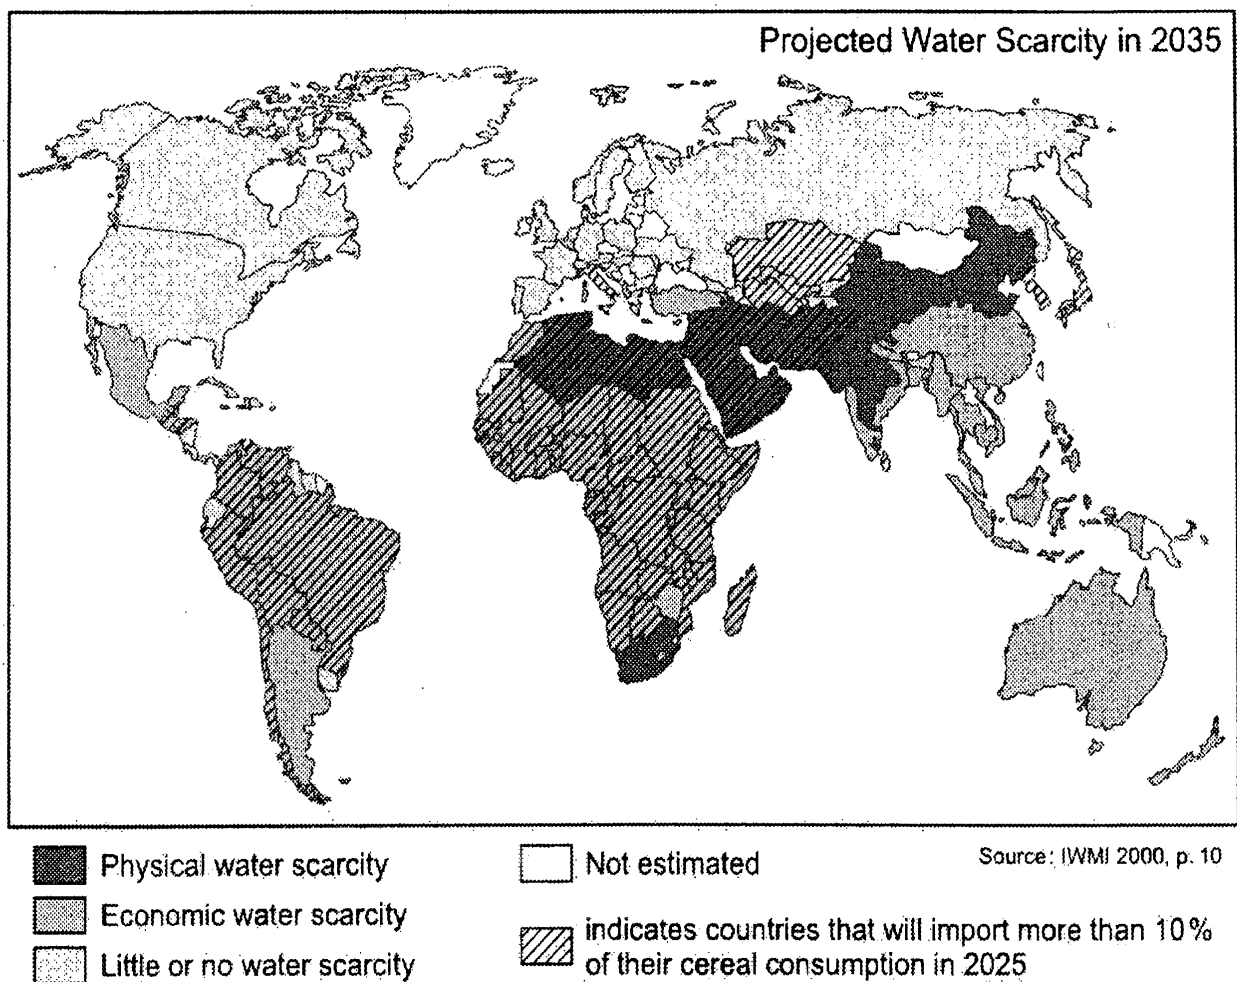 Projected Water Scarcity in 2035
Physical water scarcity
Economic water scarcity
Little or no water scarcity
Not estimated
Source: IWMI 2000, p. 10
indicates countries that will import more than 10%
of their cereal consumption in 2025